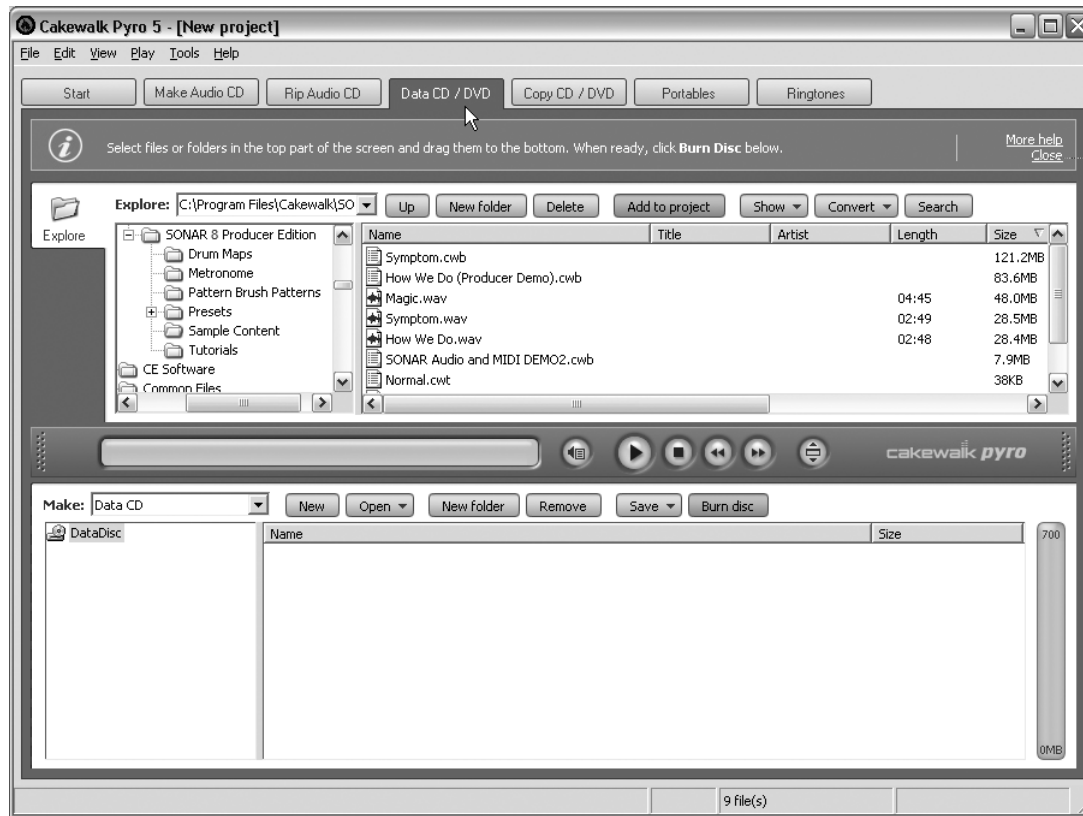 Cakewalk Pyro 5 - [New project]
File Edit View Play Tools Help
Start Make Audio CD Rip Audio CD Data CD / DVD Copy CD / DVD Portables Ringtones
Select files or folders in the top part of the screen and drag them to the bottom. When ready, click Burn Disc below.
More help
Close
Explore
Explore: C:\Program Files\Cakewalk\SO Up New folder Delete Add to project Show Convert Search
SONAR 8 Producer Edition
Drum Maps
Metronome
Pattern Brush Patterns
Presets
Sample Content
Tutorials
CE Software
Common Files
Name Title Artist Length Size
Symptom.cwb 121.2MB
How We Do (Producer Demo).cwb 83.6MB
Magic.wav 04:45 48.0MB
Symptom.wav 02:49 28.5MB
How We Do.wav 02:48 28.4MB
SONAR Audio and MIDI DEMO2.cwb 7.9MB
Normal.cwt 38KB
cakewalk pyro
Make: Data CD New Open New folder Remove Save Burn disc
DataDisc
Name Size
700
0MB
9 file(s)